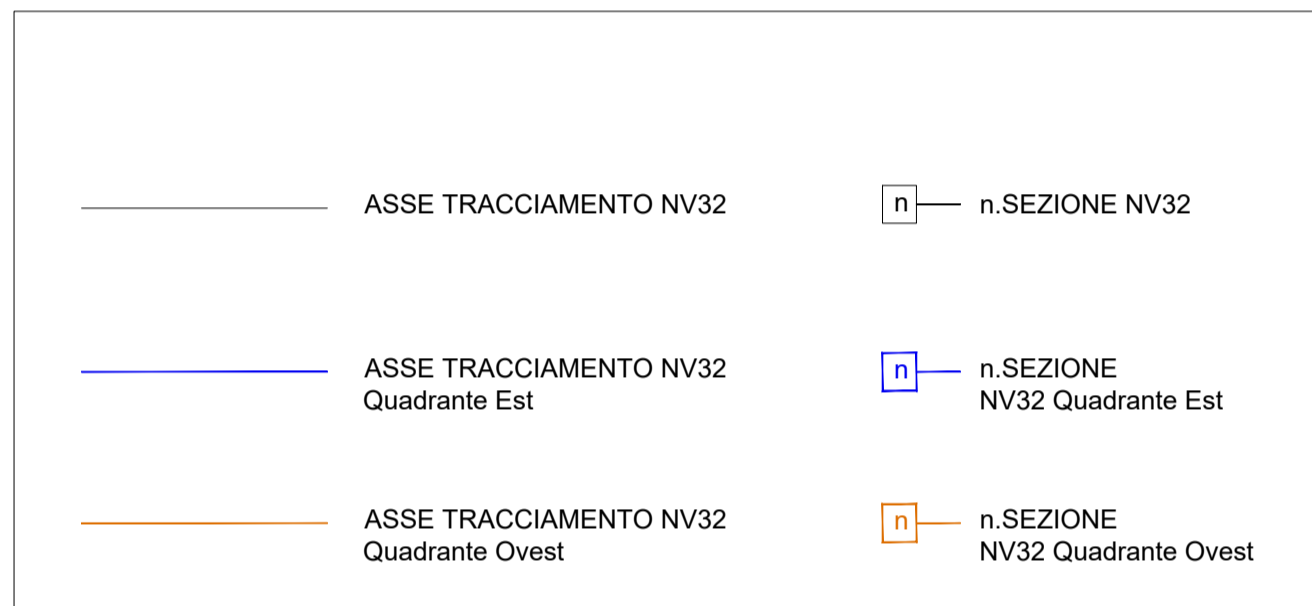 ASSE TRACCIAMENTO NV32
n
n.SEZIONE NV32
ASSE TRACCIAMENTO NV32
Quadrante Est
n
n.SEZIONE
NV32 Quadrante Est
ASSE TRACCIAMENTO NV32
Quadrante Ovest
n
n.SEZIONE
NV32 Quadrante Ovest